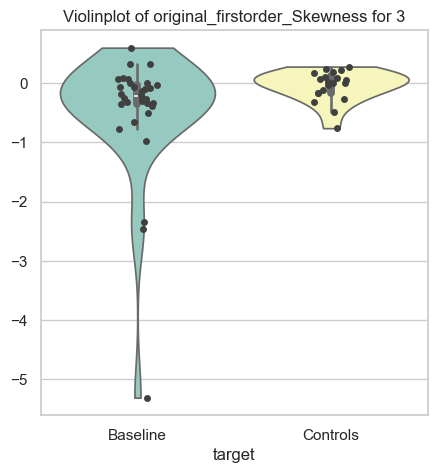 Violinplot of original_firstorder_Skewness for 3
0
−1
−2
−3
−4
−5
Baseline
Controls
target